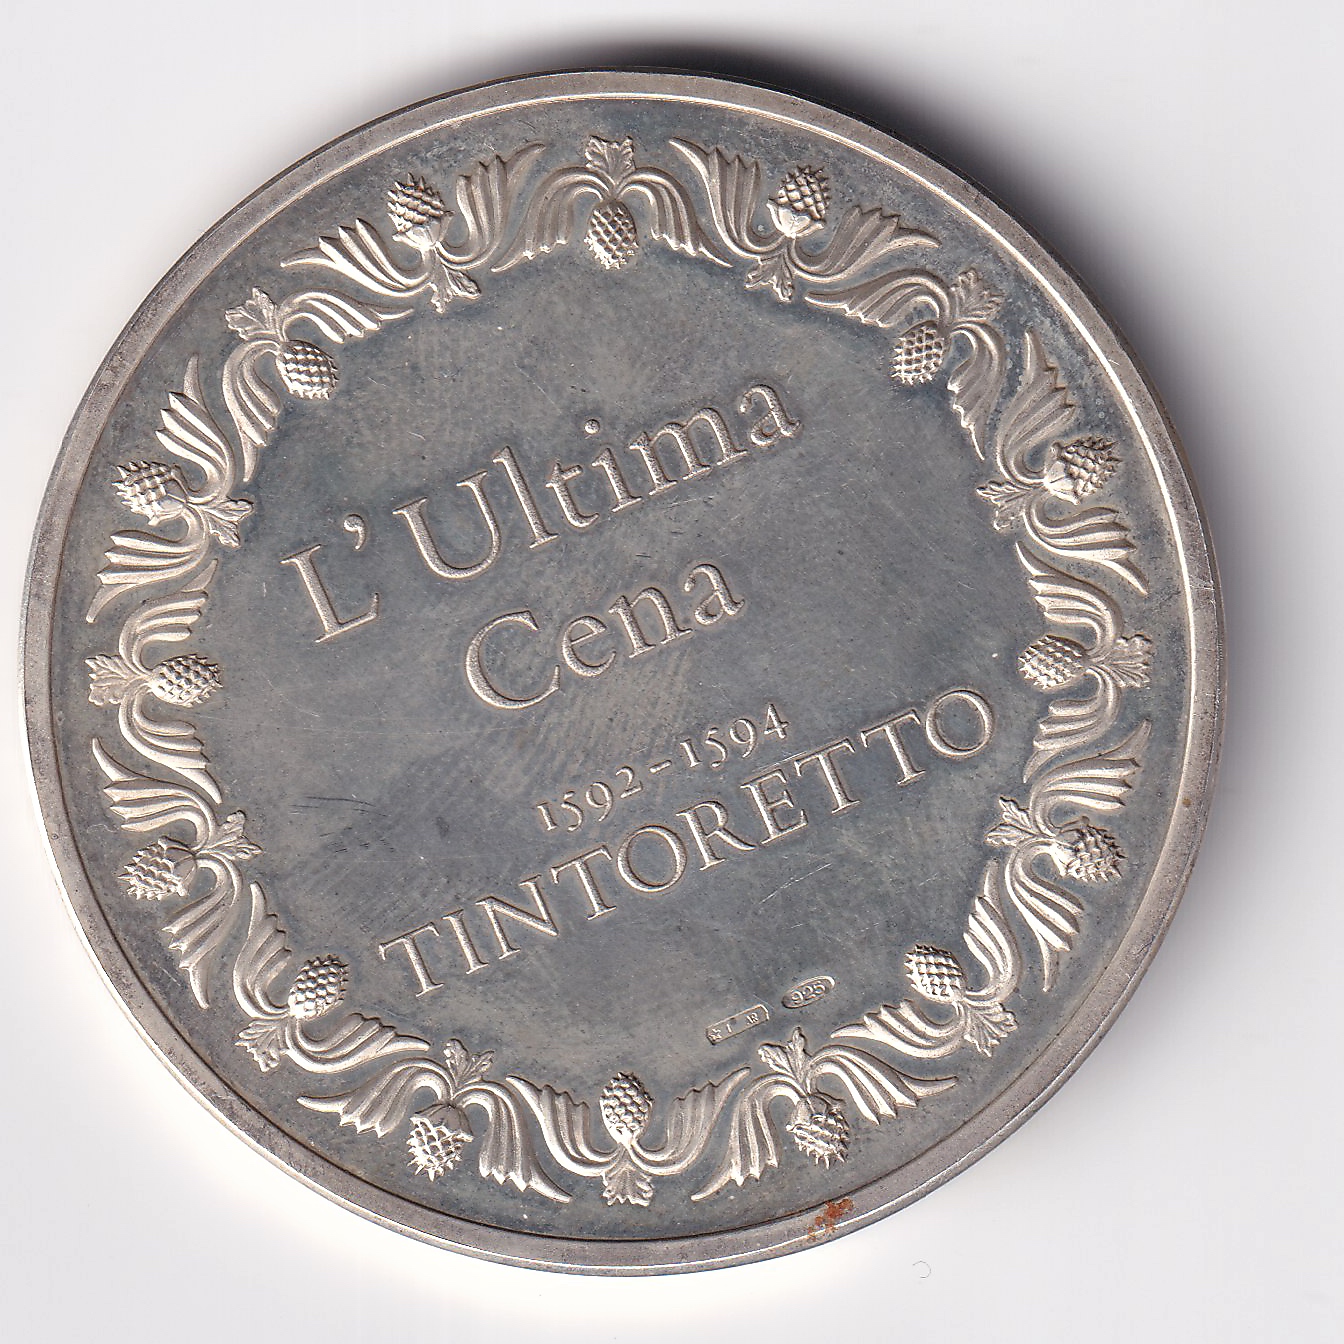 L'Ultima
Cena
1592-1594
TINTORETTO
925